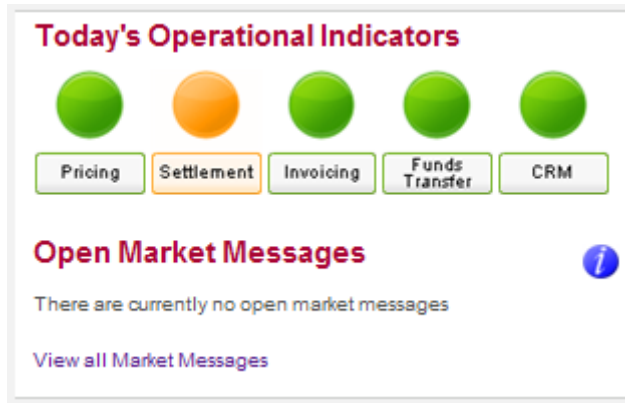 Today's Operational Indicators
Pricing
Settlement
Invoicing
Funds
Transfer
CRM
Open Market Messages
i
There are currently no open market messages
View all Market Messages